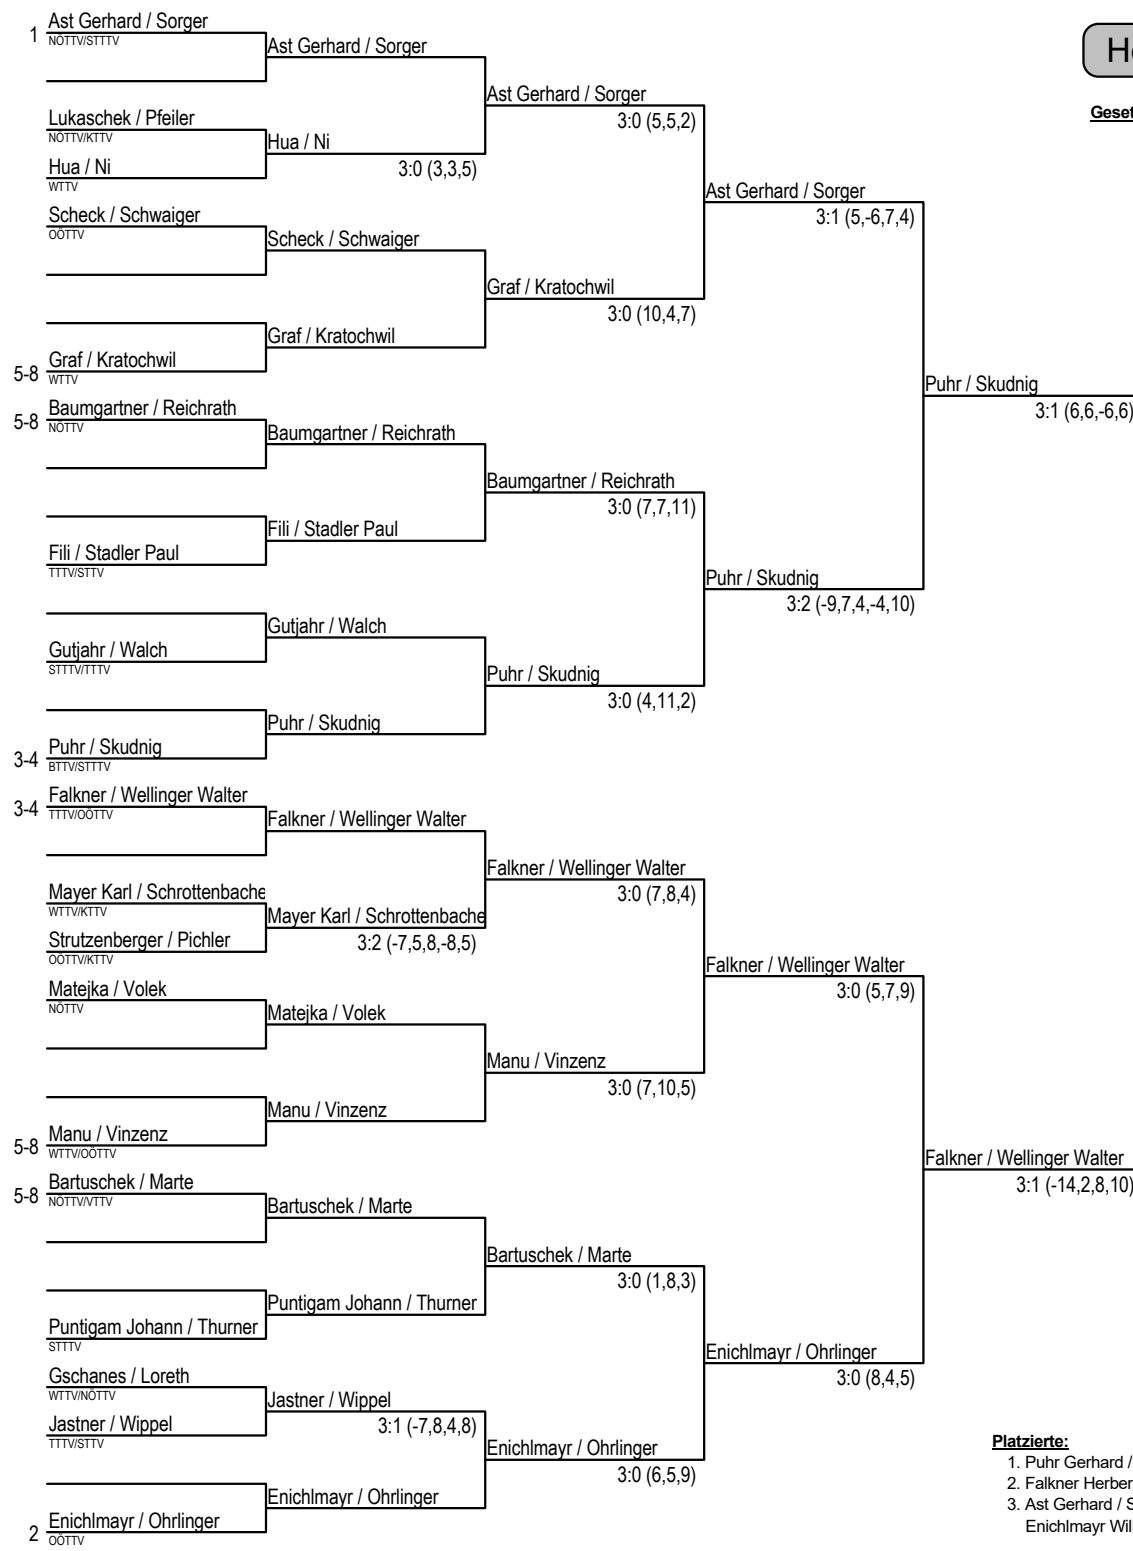 1 Ast Gerhard / Sorger
NÖTTV/STTTV
Lukaschek / Pfeiler
NÖTTV/KTTV
Hua / Ni
WTTV
Scheck / Schwaiger
OÖTTV
5-8 Graf / Kratochwil
WTTV
5-8 Baumgartner / Reichrath
NÖTTV
Fili / Stadler Paul
TTTV/STTV
Gutjahr / Walch
STTTV/TTTV
3-4 Puhr / Skudnig
BTTV/STTTV
3-4 Falkner / Wellinger Walter
TTTV/OÖTTV
Mayer Karl / Schrottenbache
WTTV/KTTV
Strutzenberger / Pichler
OÖTTV/KTTV
Matejka / Volek
NÖTTV
5-8 Manu / Vinzenz
WTTV/OÖTTV
5-8 Bartuschek / Marte
NÖTTV/VTTV
Puntigam Johann / Thurner
STTTV
Gschanes / Loreth
WTTV/NÖTTV
Jastner / Wippel
TTTV/STTV
2 Enichlmayr / Ohrlinger
OÖTTV
Ast Gerhard / Sorger
Hua / Ni
3:0 (3,3,5)
Scheck / Schwaiger
Graf / Kratochwil
Baumgartner / Reichrath
Fili / Stadler Paul
Gutjahr / Walch
Puhr / Skudnig
Falkner / Wellinger Walter
Mayer Karl / Schrottenbache
3:2 (-7,5,8,-8,5)
Matejka / Volek
Manu / Vinzenz
Bartuschek / Marte
Puntigam Johann / Thurner
Jastner / Wippel
3:1 (-7,8,4,8)
Enichlmayr / Ohrlinger
Ast Gerhard / Sorger
3:0 (5,5,2)
Graf / Kratochwil
3:0 (10,4,7)
Baumgartner / Reichrath
3:0 (7,7,11)
Puhr / Skudnig
3:0 (4,11,2)
Falkner / Wellinger Walter
3:0 (7,8,4)
Manu / Vinzenz
3:0 (7,10,5)
Bartuschek / Marte
3:0 (1,8,3)
Enichlmayr / Ohrlinger
3:0 (6,5,9)
Ast Gerhard / Sorger
3:1 (5,-6,7,4)
Puhr / Skudnig
3:2 (-9,7,4,-4,10)
Falkner / Wellinger Walter
3:0 (5,7,9)
Enichlmayr / Ohrlinger
3:0 (8,4,5)
Puhr / Skudnig
3:1 (6,6,-6,6)
Falkner / Wellinger Walter
3:1 (-14,2,8,10)
Platzierte:
1. Puhr Gerhard /
2. Falkner Herber
3. Ast Gerhard /
Enichlmayr Wil